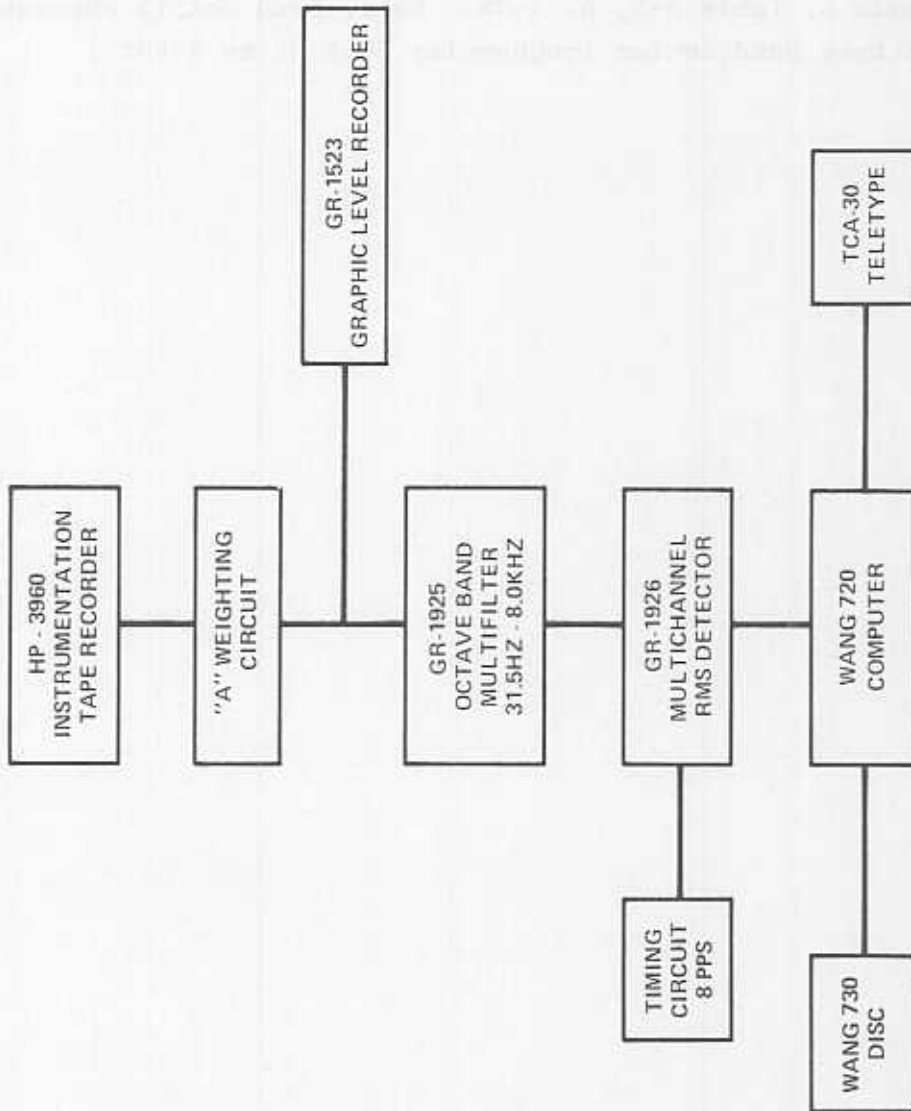 HP - 3960
INSTRUMENTATION
TAPE RECORDER
"A" WEIGHTING
CIRCUIT
GR-1523
GRAPHIC LEVEL RECORDER
GR-1925
OCTAVE BAND
MULTIFILTER
31.5HZ - 8.0KHZ
TIMING
CIRCUIT
8 PPS
GR-1926
MULTICHANNEL
RMS DETECTOR
WANG 730
DISC
WANG 720
COMPUTER
TCA-30
TELETYPE